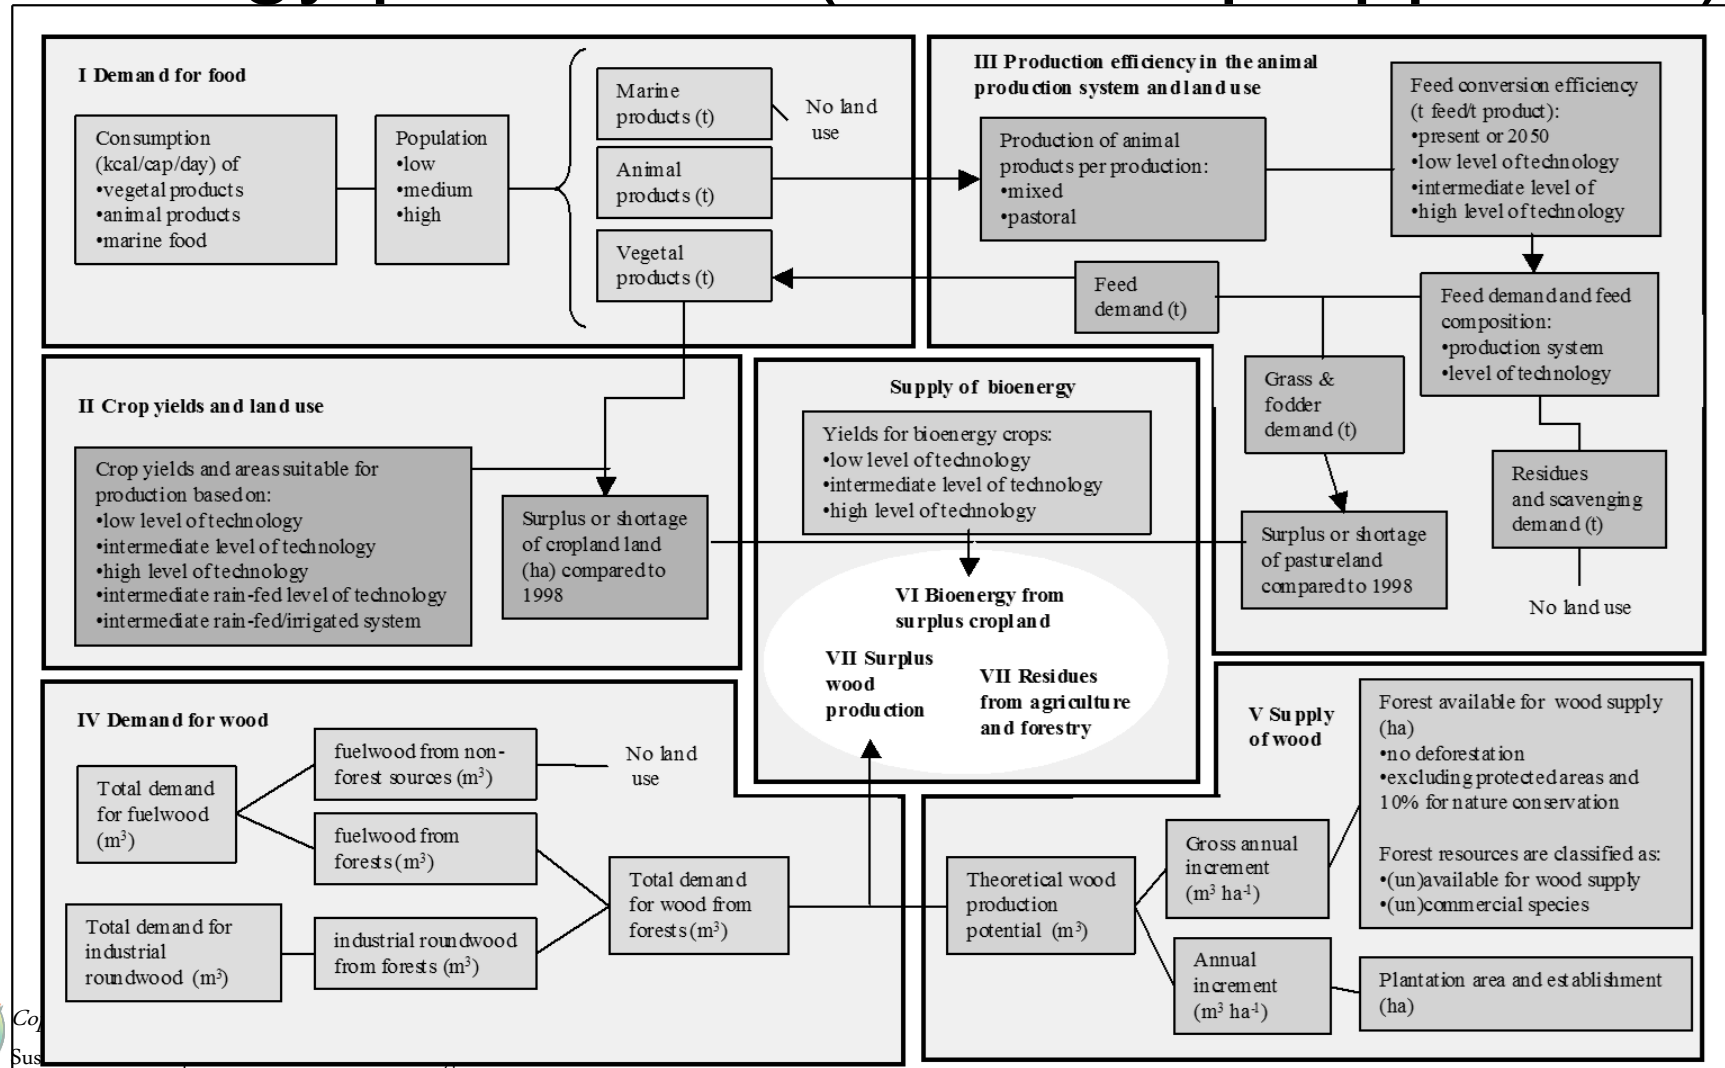 I Demand for food
Consumption
(kcal/cap/day) of
•vegetal products
•animal products
•marine food
Population
•low
•medium
•high
Marine
products (t)
No land
use
Animal
products (t)
Vegetal
products (t)
III Production efficiency in the animal
production system and land use
Production of animal
products per production:
•mixed
•pastoral
Feed conversion efficiency
(t feed/t product):
•present or 2050
•low level of technology
•intermediate level of
•high level of technology
Feed
demand (t)
Feed demand and feed
composition:
•production system
•level of technology
Grass &
fodder
demand (t)
Residues
and scavenging
demand (t)
Surplus or shortage
of pastureland
compared to 1998
No land use
II Crop yields and land use
Crop yields and areas suitable for
production based on:
•low level of technology
•intermediate level of technology
•high level of technology
•intermediate rain-fed level of technology
•intermediate rain-fed/irrigated system
Surplus or shortage
of cropland land
(ha) compared to
1998
Supply of bioenergy
Yields for bioenergy crops:
•low level of technology
•intermediate level of technology
•high level of technology
VI Bioenergy from
surplus cropland
VII Surplus
wood
production
VII Residues
from agriculture
and forestry
IV Demand for wood
Total demand
for fuelwood
(m³)
fuelwood from non-
forest sources (m³)
No land
use
fuelwood from
forests (m³)
Total demand for
industrial
roundwood (m³)
industrial roundwood
from forests (m³)
Total demand
for wood from
forests (m³)
V Supply
of wood
Theoretical wood
production
potential (m³)
Gross annual
increment
(m³ ha⁻¹)
Annual
increment
(m³ ha⁻¹)
Forest available for wood supply
(ha)
•no deforestation
•excluding protected areas and
10% for nature conservation
Forest resources are classified as:
•(un)available for wood supply
•(un)commercial species
Plantation area and establishment
(ha)